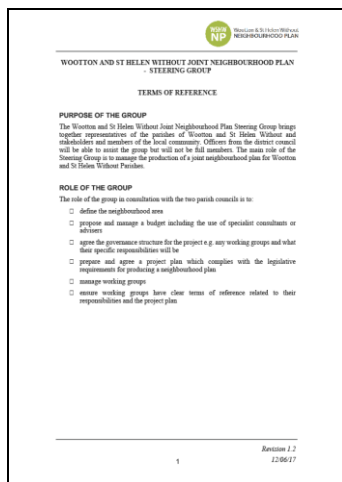 WSHW
NP
Wootton & St Helen Without
NEIGHBOURHOOD PLAN
WOOTTON AND ST HELEN WITHOUT JOINT NEIGHBOURHOOD PLAN
- STEERING GROUP
TERMS OF REFERENCE
PURPOSE OF THE GROUP
The Wootton and St Helen Without Joint Neighbourhood Plan Steering Group brings
together representatives of the parishes of Wootton and St Helen Without and
stakeholders and members of the local community. Officers from the district council
will be able to assist the group but will not be full members. The main role of the
Steering Group is to manage the production of a joint neighbourhood plan for Wootton
and St Helen Without Parishes.
ROLE OF THE GROUP
The role of the group in consultation with the two parish councils is to:
□ define the neighbourhood area
□ propose and manage a budget including the use of specialist consultants or
advisers
□ agree the governance structure for the project e.g. any working groups and what
their specific responsibilities will be
□ prepare and agree a project plan which complies with the legislative
requirements for producing a neighbourhood plan
□ manage working groups
□ ensure working groups have clear terms of reference related to their
responsibilities and the project plan
Revision 1.2
1
12/06/17